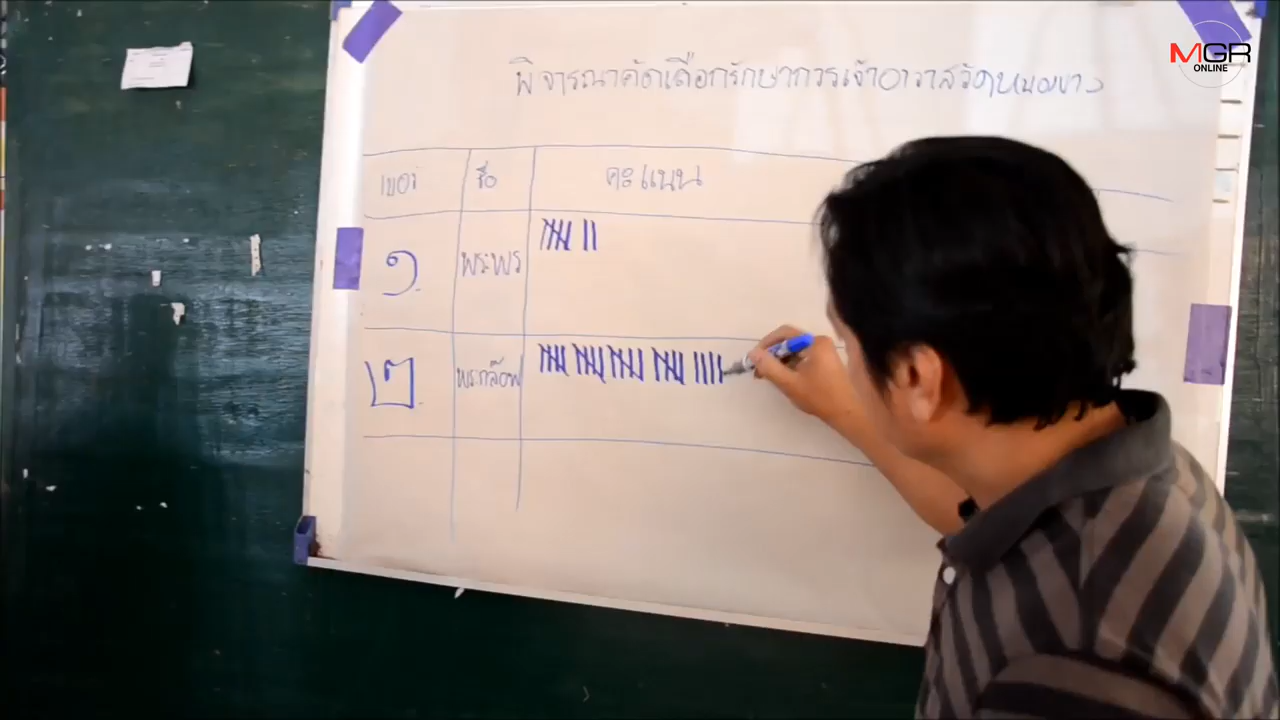 MGR
ONLINE
พิจารณาคัดเลือกรักษาการเจ้าอาวาสวัดหนองบาง
เบอร์ ชื่อ คะแนน
๑ พระพร
๒ พระกล๊อฟ